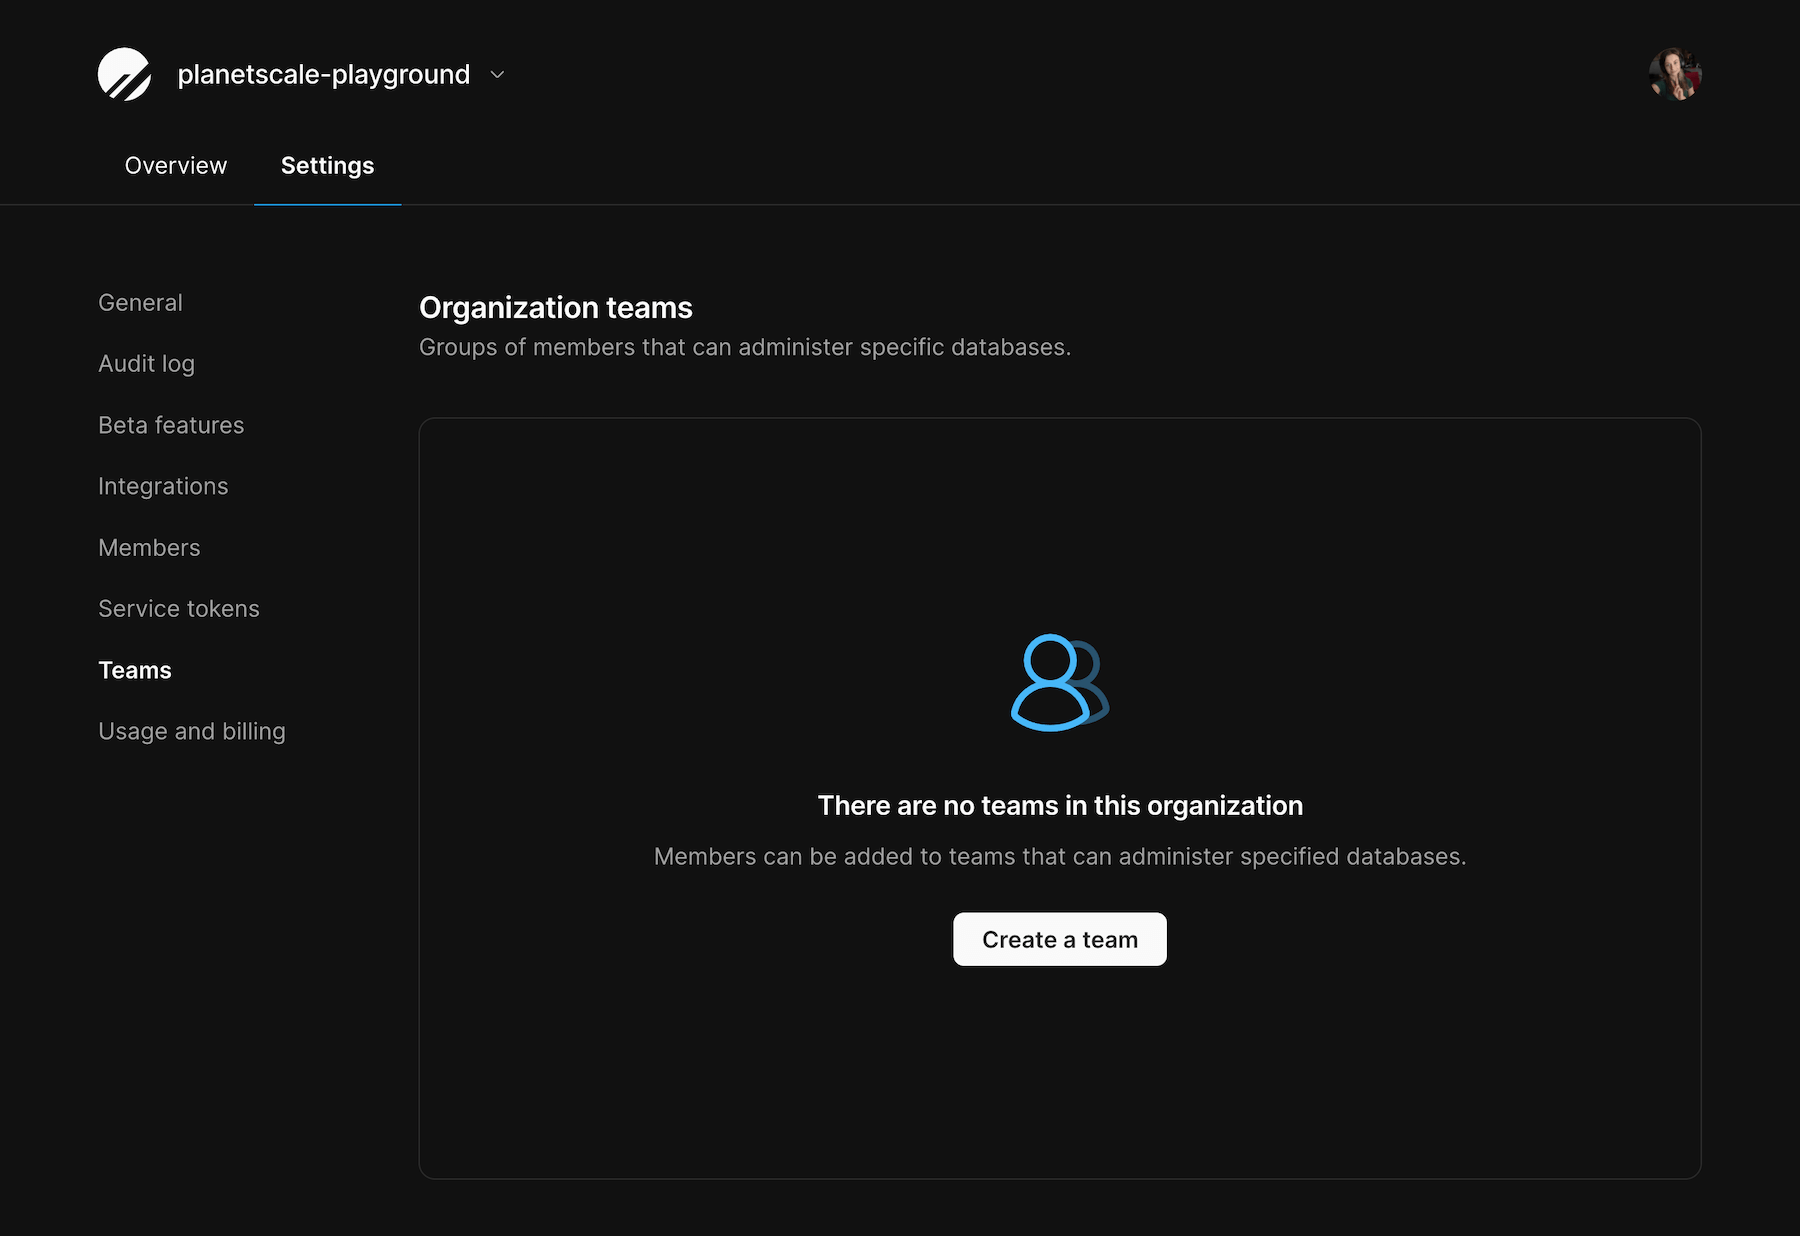 planetscale-playground
Overview
Settings
General
Audit log
Beta features
Integrations
Members
Service tokens
Teams
Usage and billing
Organization teams
Groups of members that can administer specific databases.
There are no teams in this organization
Members can be added to teams that can administer specified databases.
Create a team